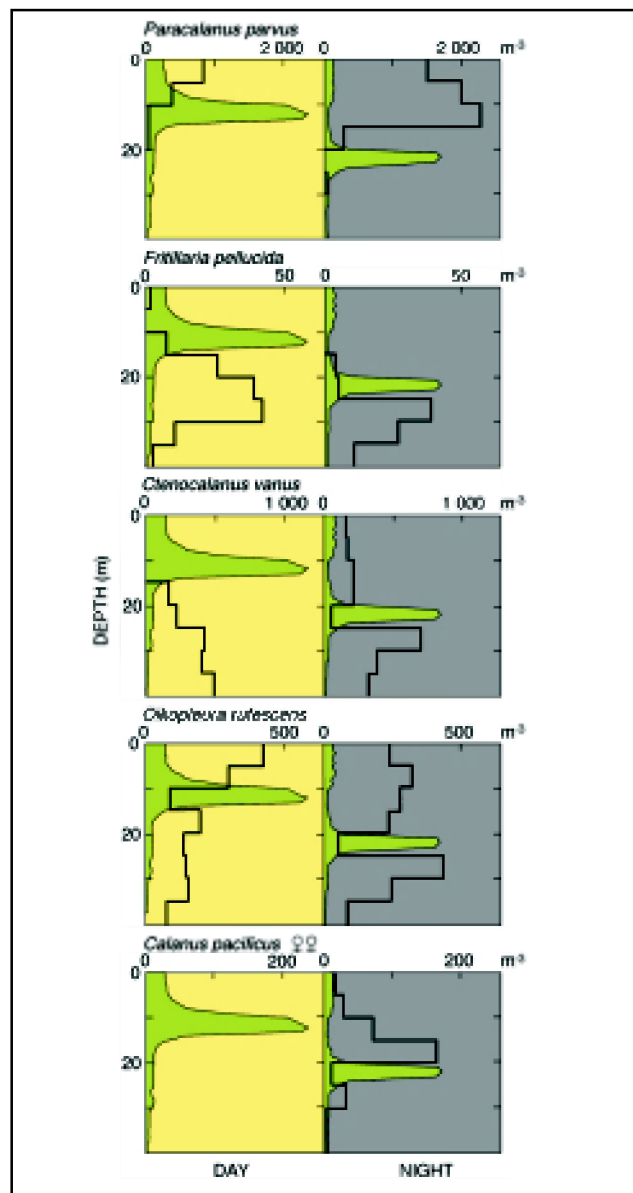 Paracalanus parvus
0 2 000 0 2 000 m-3
0
20
Fritillaria pellucida
0 50 0 50 m-3
0
20
Ctenocalanus vanus
0 1 000 0 1 000 m-3
0
20
DEPTH (m)
Oikopleura rufescens
0 500 0 500 m-3
0
20
Calanus pacificus ♀♀
0 200 0 200 m-3
0
20
DAY NIGHT